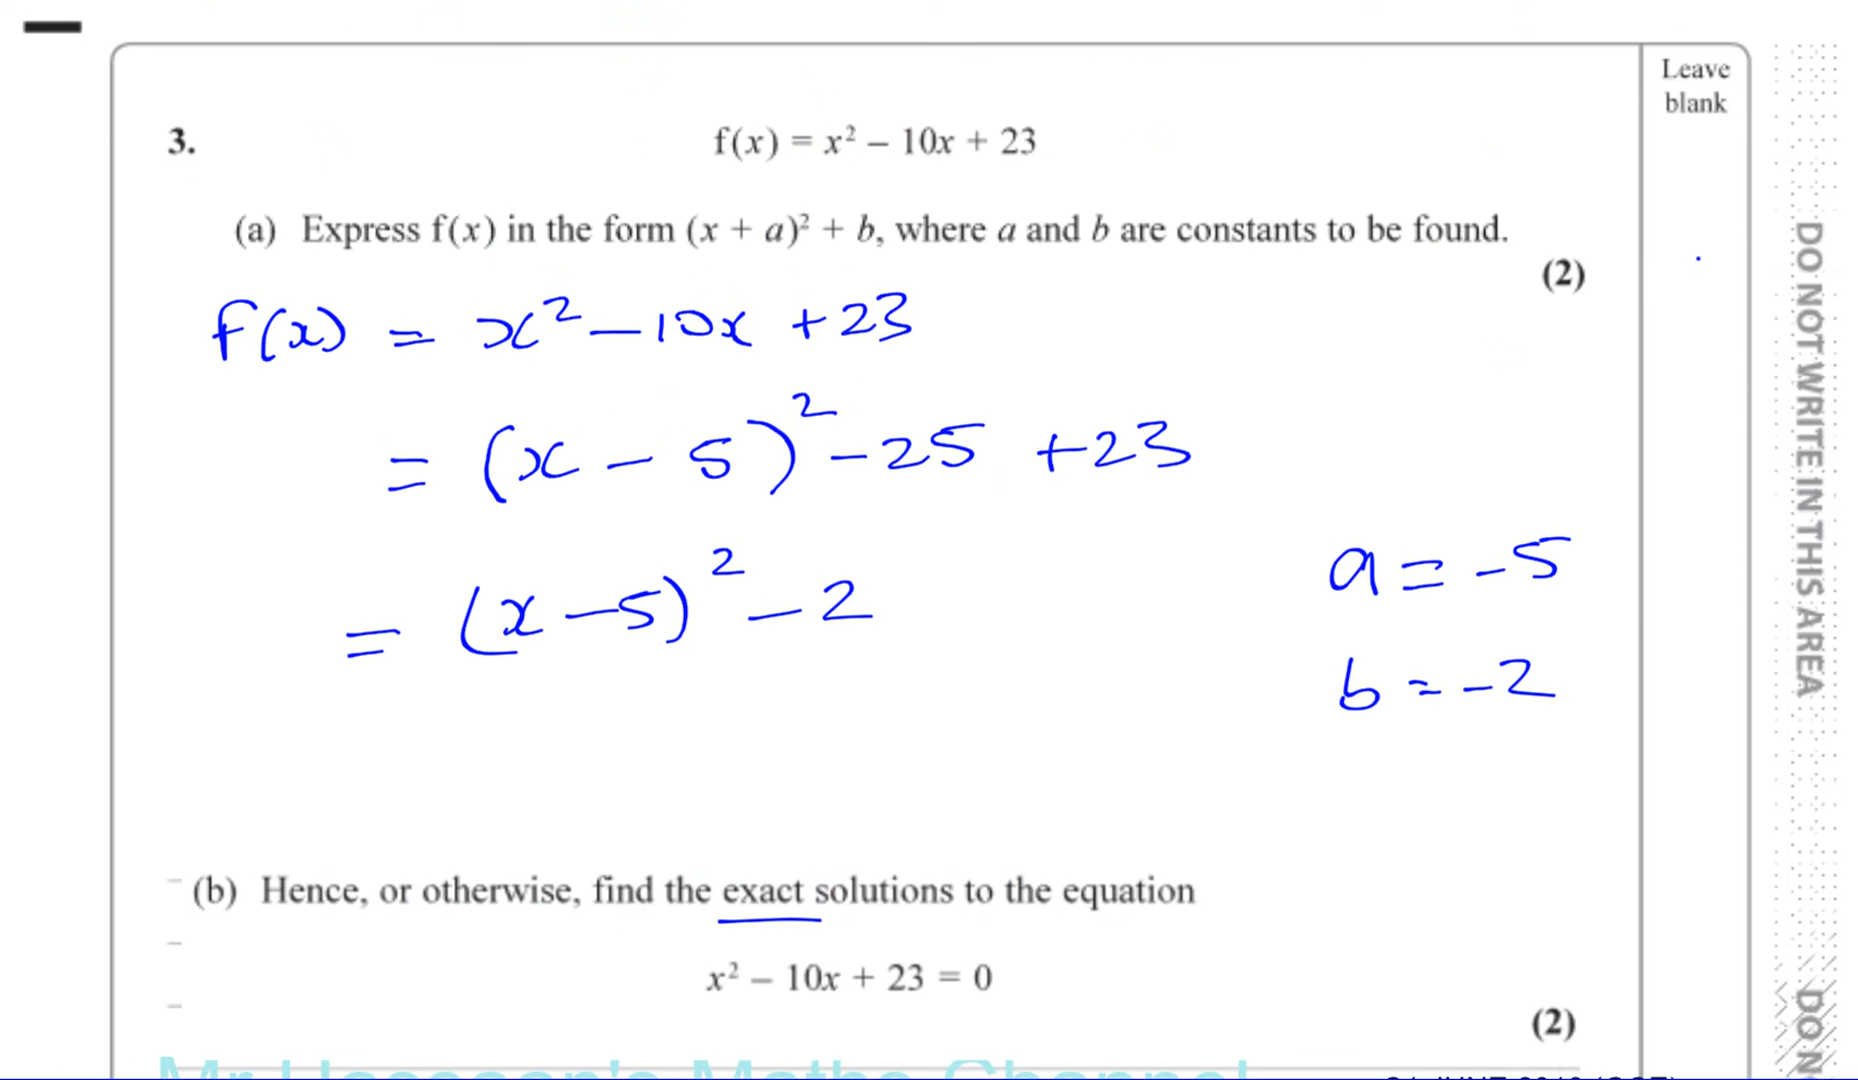 Leave
blank
3.
f(x) = x² – 10x + 23
(a) Express f(x) in the form (x + a)² + b, where a and b are constants to be found.
(2)
f(x) = x² – 10x + 23
= (x – 5)² – 25 + 23
= (x – 5)² – 2
a = -5
b = -2
(b) Hence, or otherwise, find the exact solutions to the equation
x² – 10x + 23 = 0
(2)
DO NOT WRITE IN THIS AREA
DO N